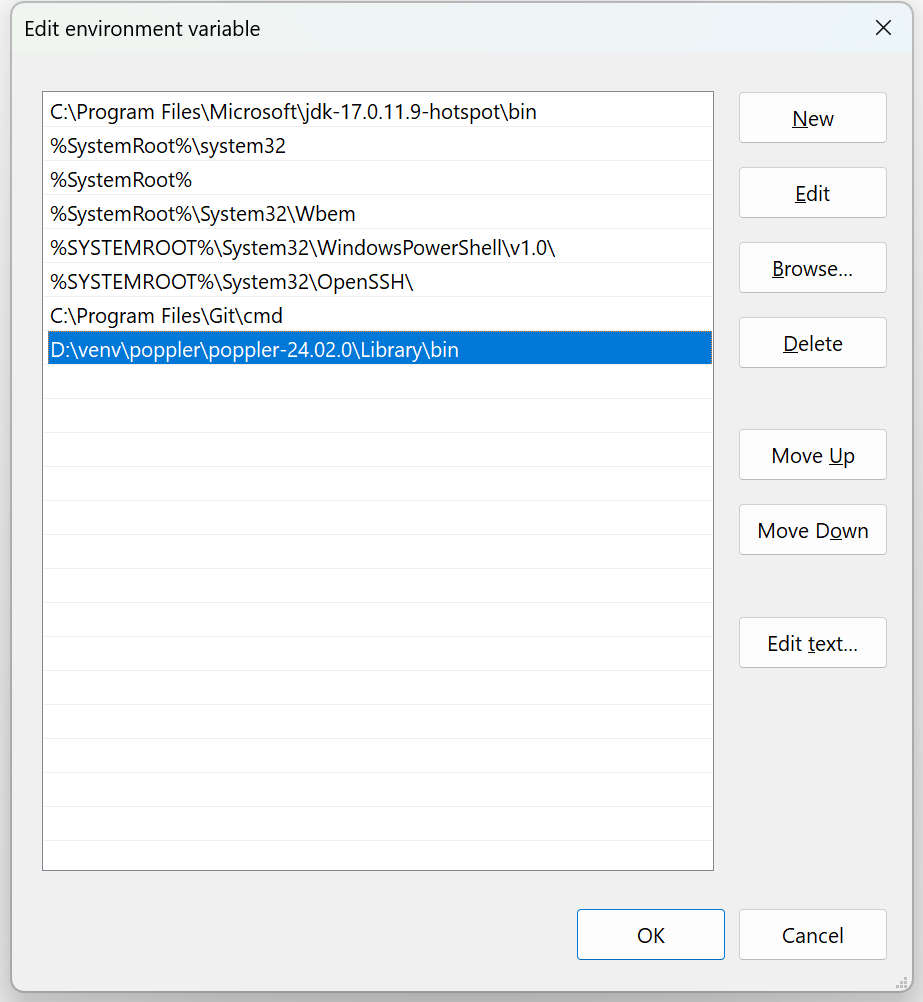 Edit environment variable
C:\Program Files\Microsoft\jdk-17.0.11.9-hotspot\bin
%SystemRoot%\system32
%SystemRoot%
%SystemRoot%\System32\Wbem
%SYSTEMROOT%\System32\WindowsPowerShell\v1.0\
%SYSTEMROOT%\System32\OpenSSH\
C:\Program Files\Git\cmd
D:\venv\poppler\poppler-24.02.0\Library\bin
New
Edit
Browse...
Delete
Move Up
Move Down
Edit text...
OK
Cancel